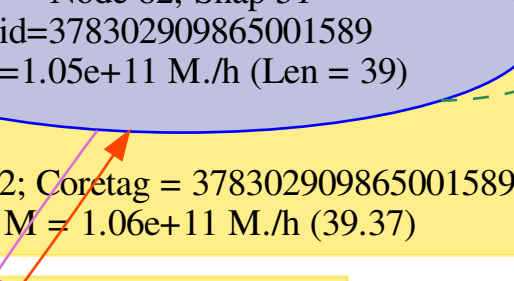 id=378302909865001589
=1.05e+11 M./h (Len = 39)
2; Coretag = 378302909865001589
M = 1.06e+11 M./h (39.37)